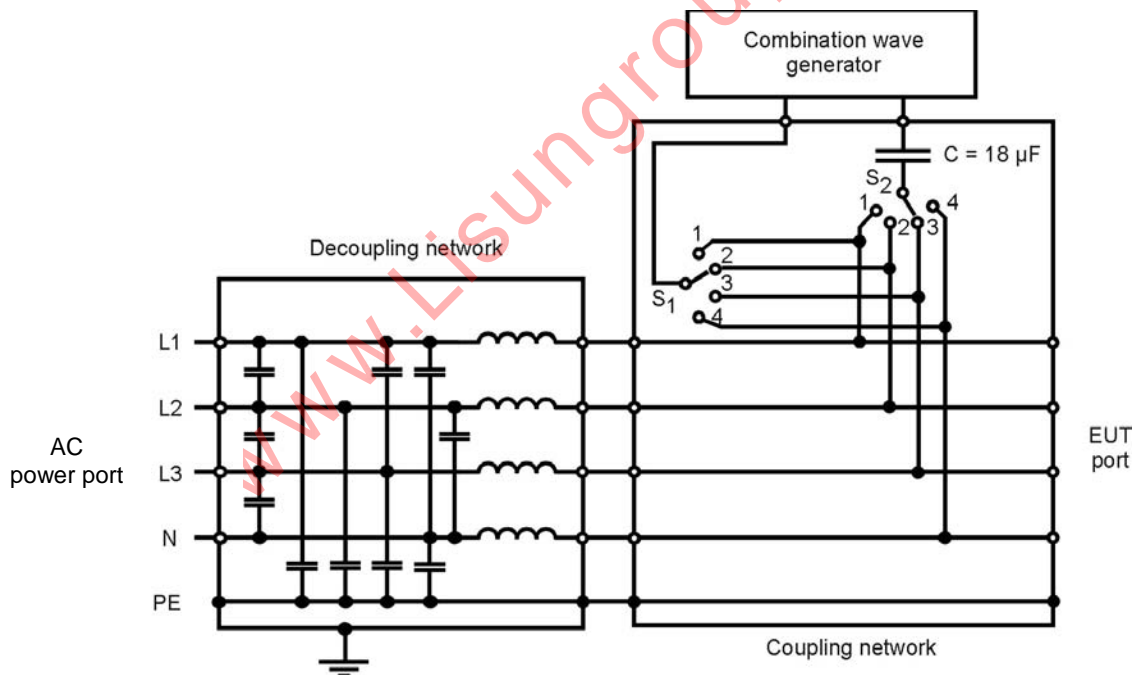 Combination wave
generator
C = 18 µF
S2
1
4
2
3
Decoupling network
1
2
3
S1
4
L1
L2
AC
power port
EUT
port
L3
N
PE
Coupling network
www.Lisungroup.